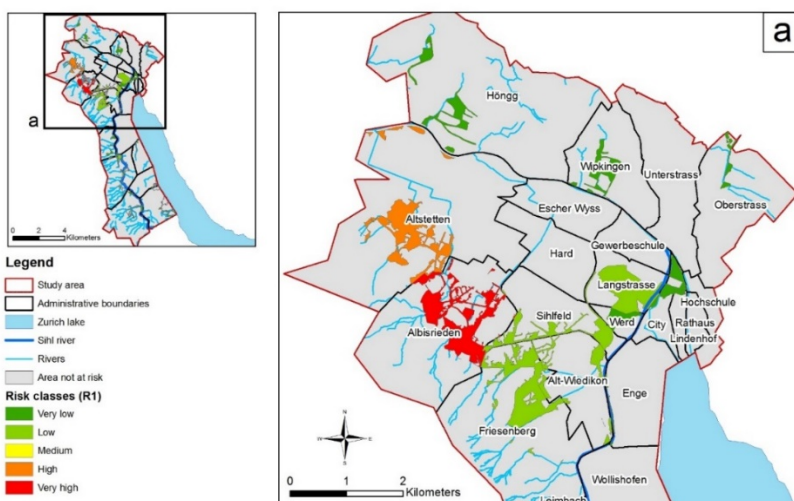 a
0 2 4
Kilometers
Legend
Study area
Administrative boundaries
Zurich lake
Sihl river
Rivers
Area not at risk
Risk classes (R1)
Very low
Low
Medium
High
Very high
a
Höngg
Wipkingen
Unterstrass
Oberstrass
Escher Wyss
Altstetten
Hard
Gewerbeschule
Langstrasse
Hochschule
Albisrieden
Sihlfeld
Werd
City
Rathaus
Lindenhof
Alt-Wiedikon
Enge
Friesenberg
Wollishofen
Leimbach
N
W E
S
0 1 2
Kilometers